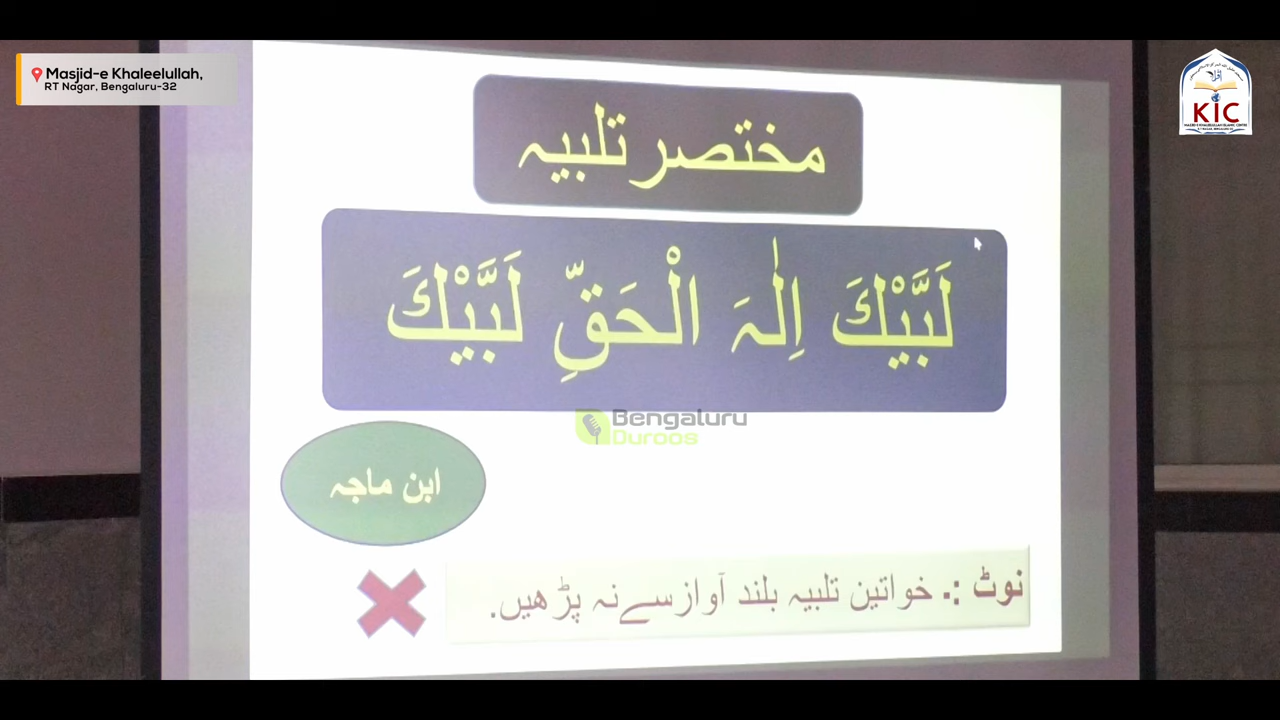 Masjid-e Khaleelullah,
RT Nagar, Bengaluru-32
KIC
مختصر تلبیہ
لَبَّيْكَ اِلٰہَ الْحَقِّ لَبَّيْكَ
Bengaluru
Duroos
ابن ماجہ
نوٹ :. خواتین تلبیہ بلند آواز سے نہ پڑھیں.